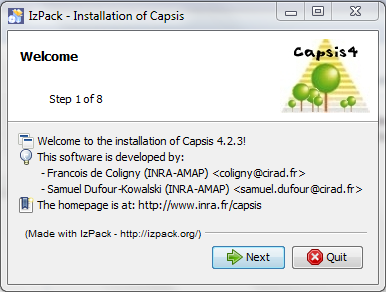 IzPack - Installation of Capsis
Welcome
Capsis4
Step 1 of 8
Welcome to the installation of Capsis 4.2.3!
This software is developed by:
- Francois de Coligny (INRA-AMAP) <coligny@cirad.fr>
- Samuel Dufour-Kowalski (INRA-AMAP) <samuel.dufour@cirad.fr>
The homepage is at: http://www.inra.fr/capsis
(Made with IzPack - http://izpack.org/)
Next Quit